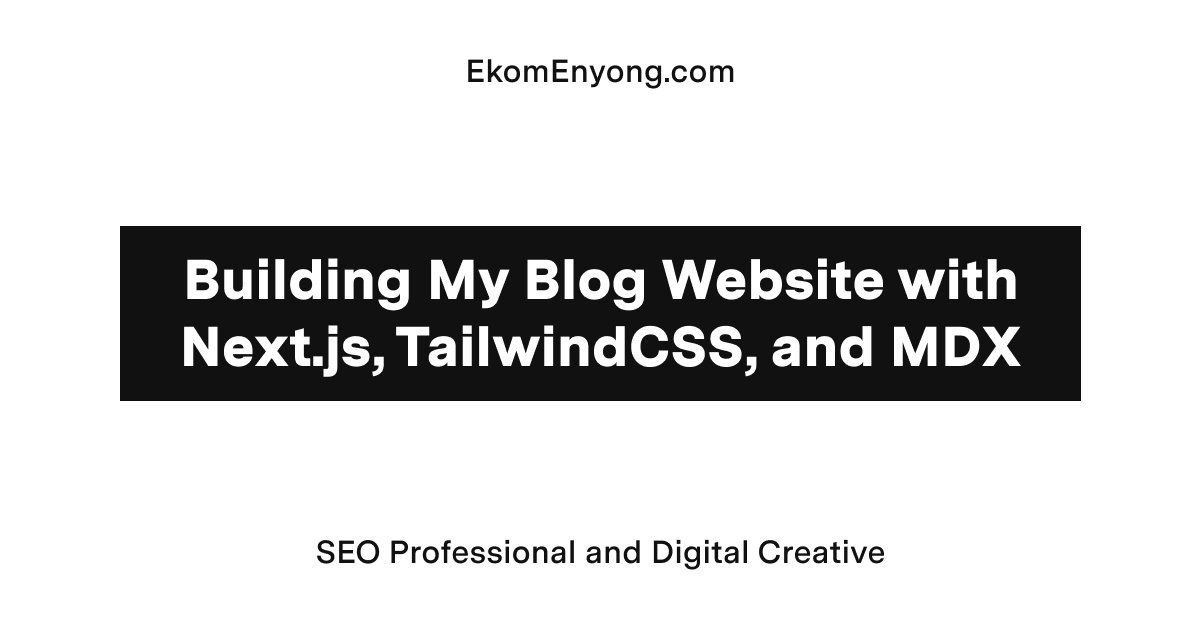 EkomEnyong.com
Building My Blog Website with
Next.js, TailwindCSS, and MDX
SEO Professional and Digital Creative